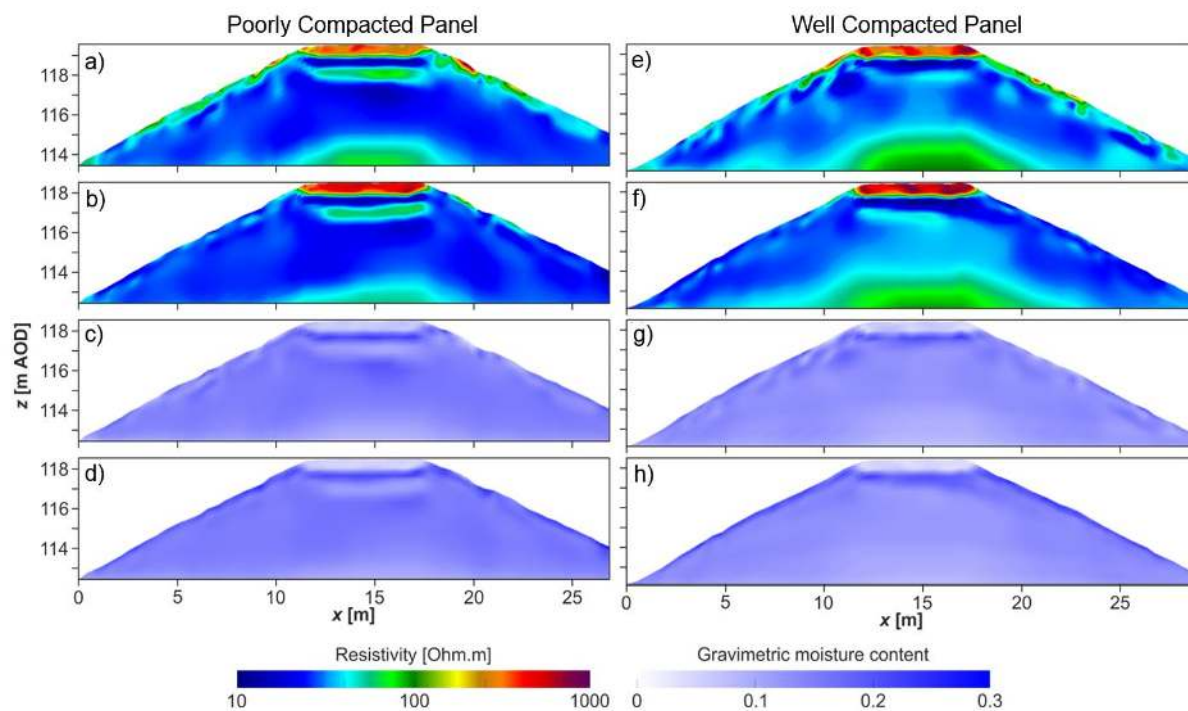 Poorly Compacted Panel
Well Compacted Panel
a)
118
116
114
e)
b)
118
116
114
f)
z [m AOD]
c)
118
116
114
g)
d)
118
116
114
h)
0 5 10 15 20 25
x [m]
0 5 10 15 20 25
x [m]
Resistivity [Ohm.m]
10 100 1000
Gravimetric moisture content
0 0.1 0.2 0.3